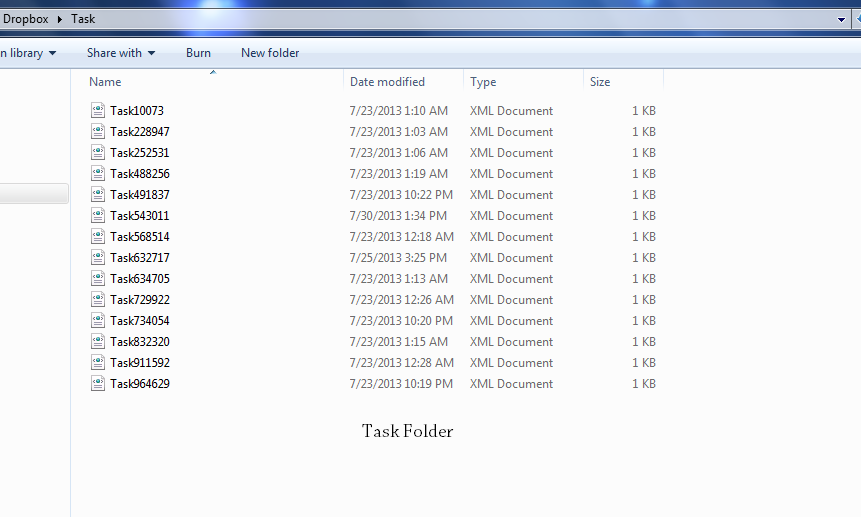 Dropbox Task
n library Share with Burn New folder
Name Date modified Type Size
Task10073 7/23/2013 1:10 AM XML Document 1 KB
Task228947 7/23/2013 1:03 AM XML Document 1 KB
Task252531 7/23/2013 1:06 AM XML Document 1 KB
Task488256 7/23/2013 1:19 AM XML Document 1 KB
Task491837 7/23/2013 10:22 PM XML Document 1 KB
Task543011 7/30/2013 1:34 PM XML Document 1 KB
Task568514 7/23/2013 12:18 AM XML Document 1 KB
Task632717 7/25/2013 3:25 PM XML Document 1 KB
Task634705 7/23/2013 1:13 AM XML Document 1 KB
Task729922 7/23/2013 12:26 AM XML Document 1 KB
Task734054 7/23/2013 10:20 PM XML Document 1 KB
Task832320 7/23/2013 1:15 AM XML Document 1 KB
Task911592 7/23/2013 12:28 AM XML Document 1 KB
Task964629 7/23/2013 10:19 PM XML Document 1 KB
Task Folder